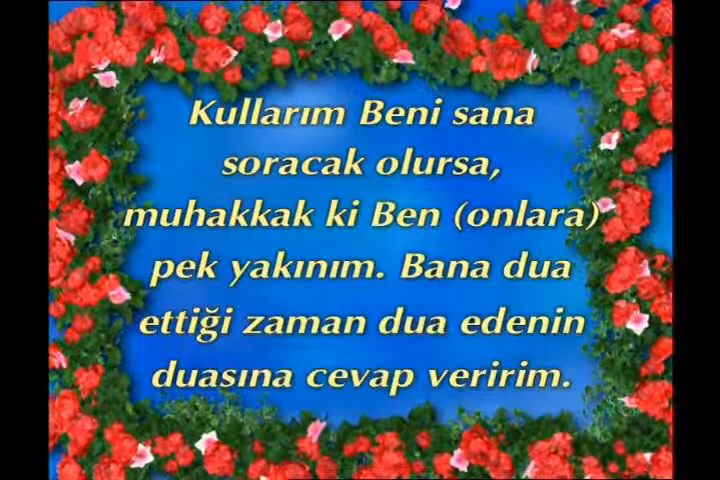 Kullarım Beni sana
soracak olursa,
muhakkak ki Ben (onlara)
pek yakınım. Bana dua
ettiği zaman dua edenin
duasına cevap veririm.